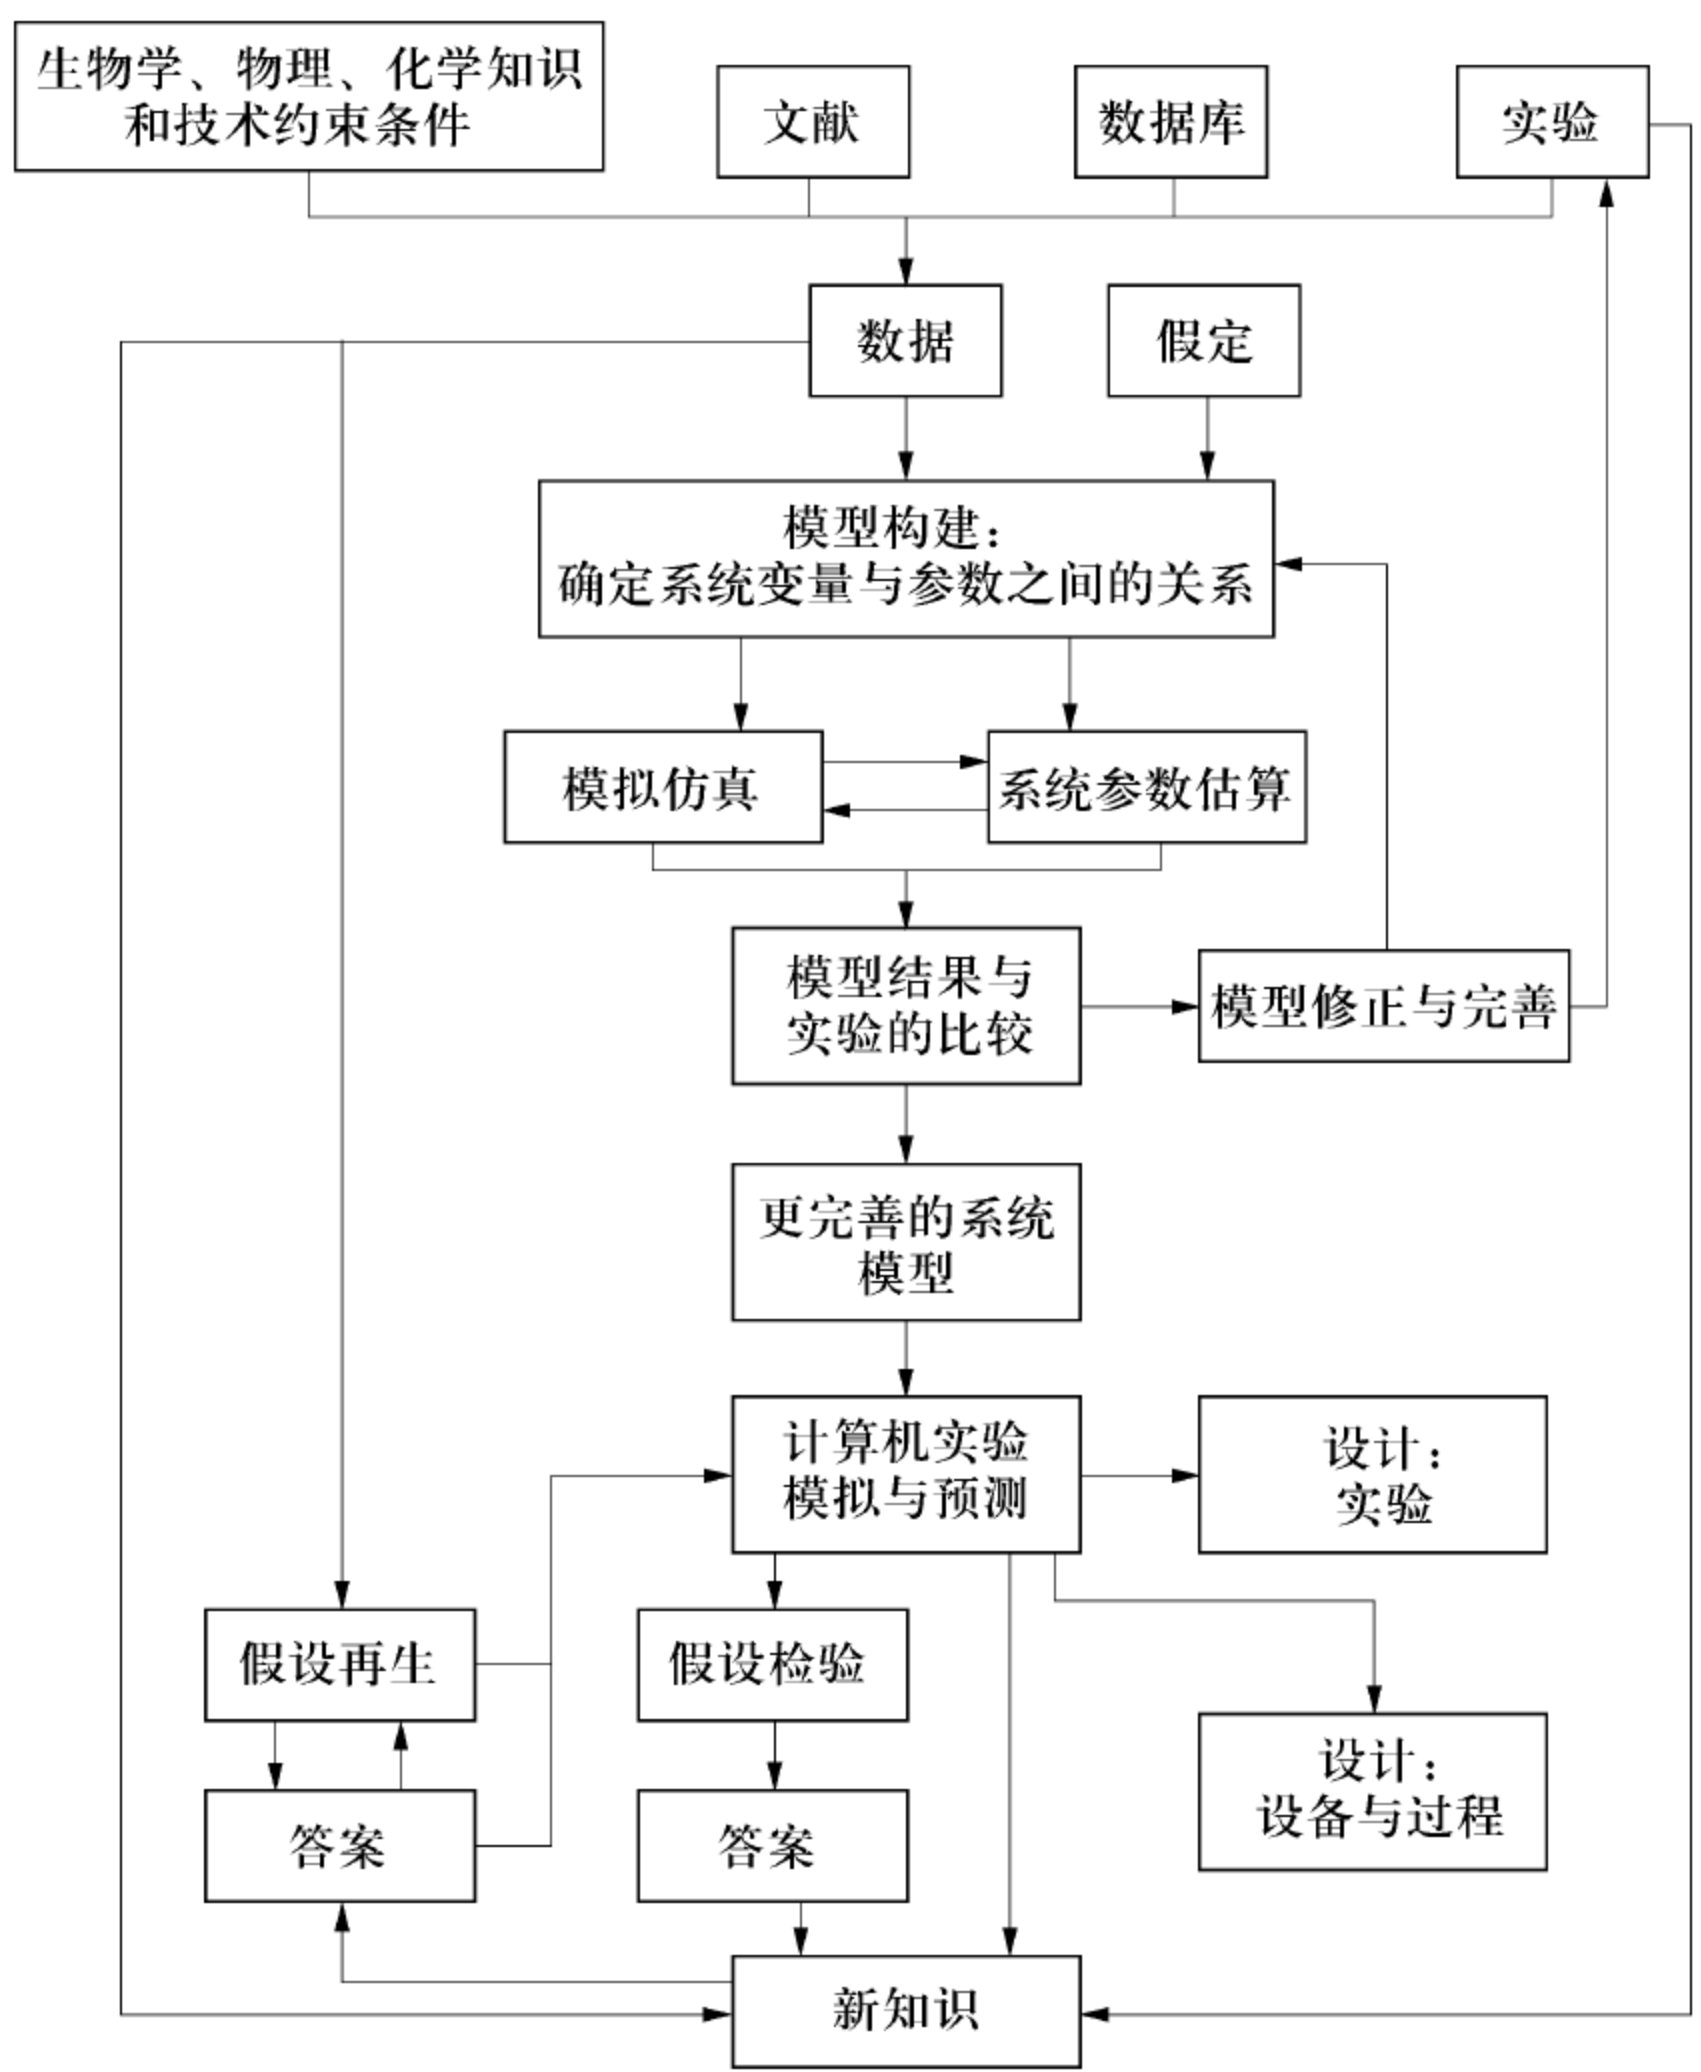 生物学、物理、化学知识
和技术约束条件
文献
数据库
实验
数据
假定
模型构建：
确定系统变量与参数之间的关系
模拟仿真
系统参数估算
模型结果与
实验的比较
模型修正与完善
更完善的系统
模型
计算机实验
模拟与预测
设计：
实验
假设再生
假设检验
设计：
设备与过程
答案
答案
新知识